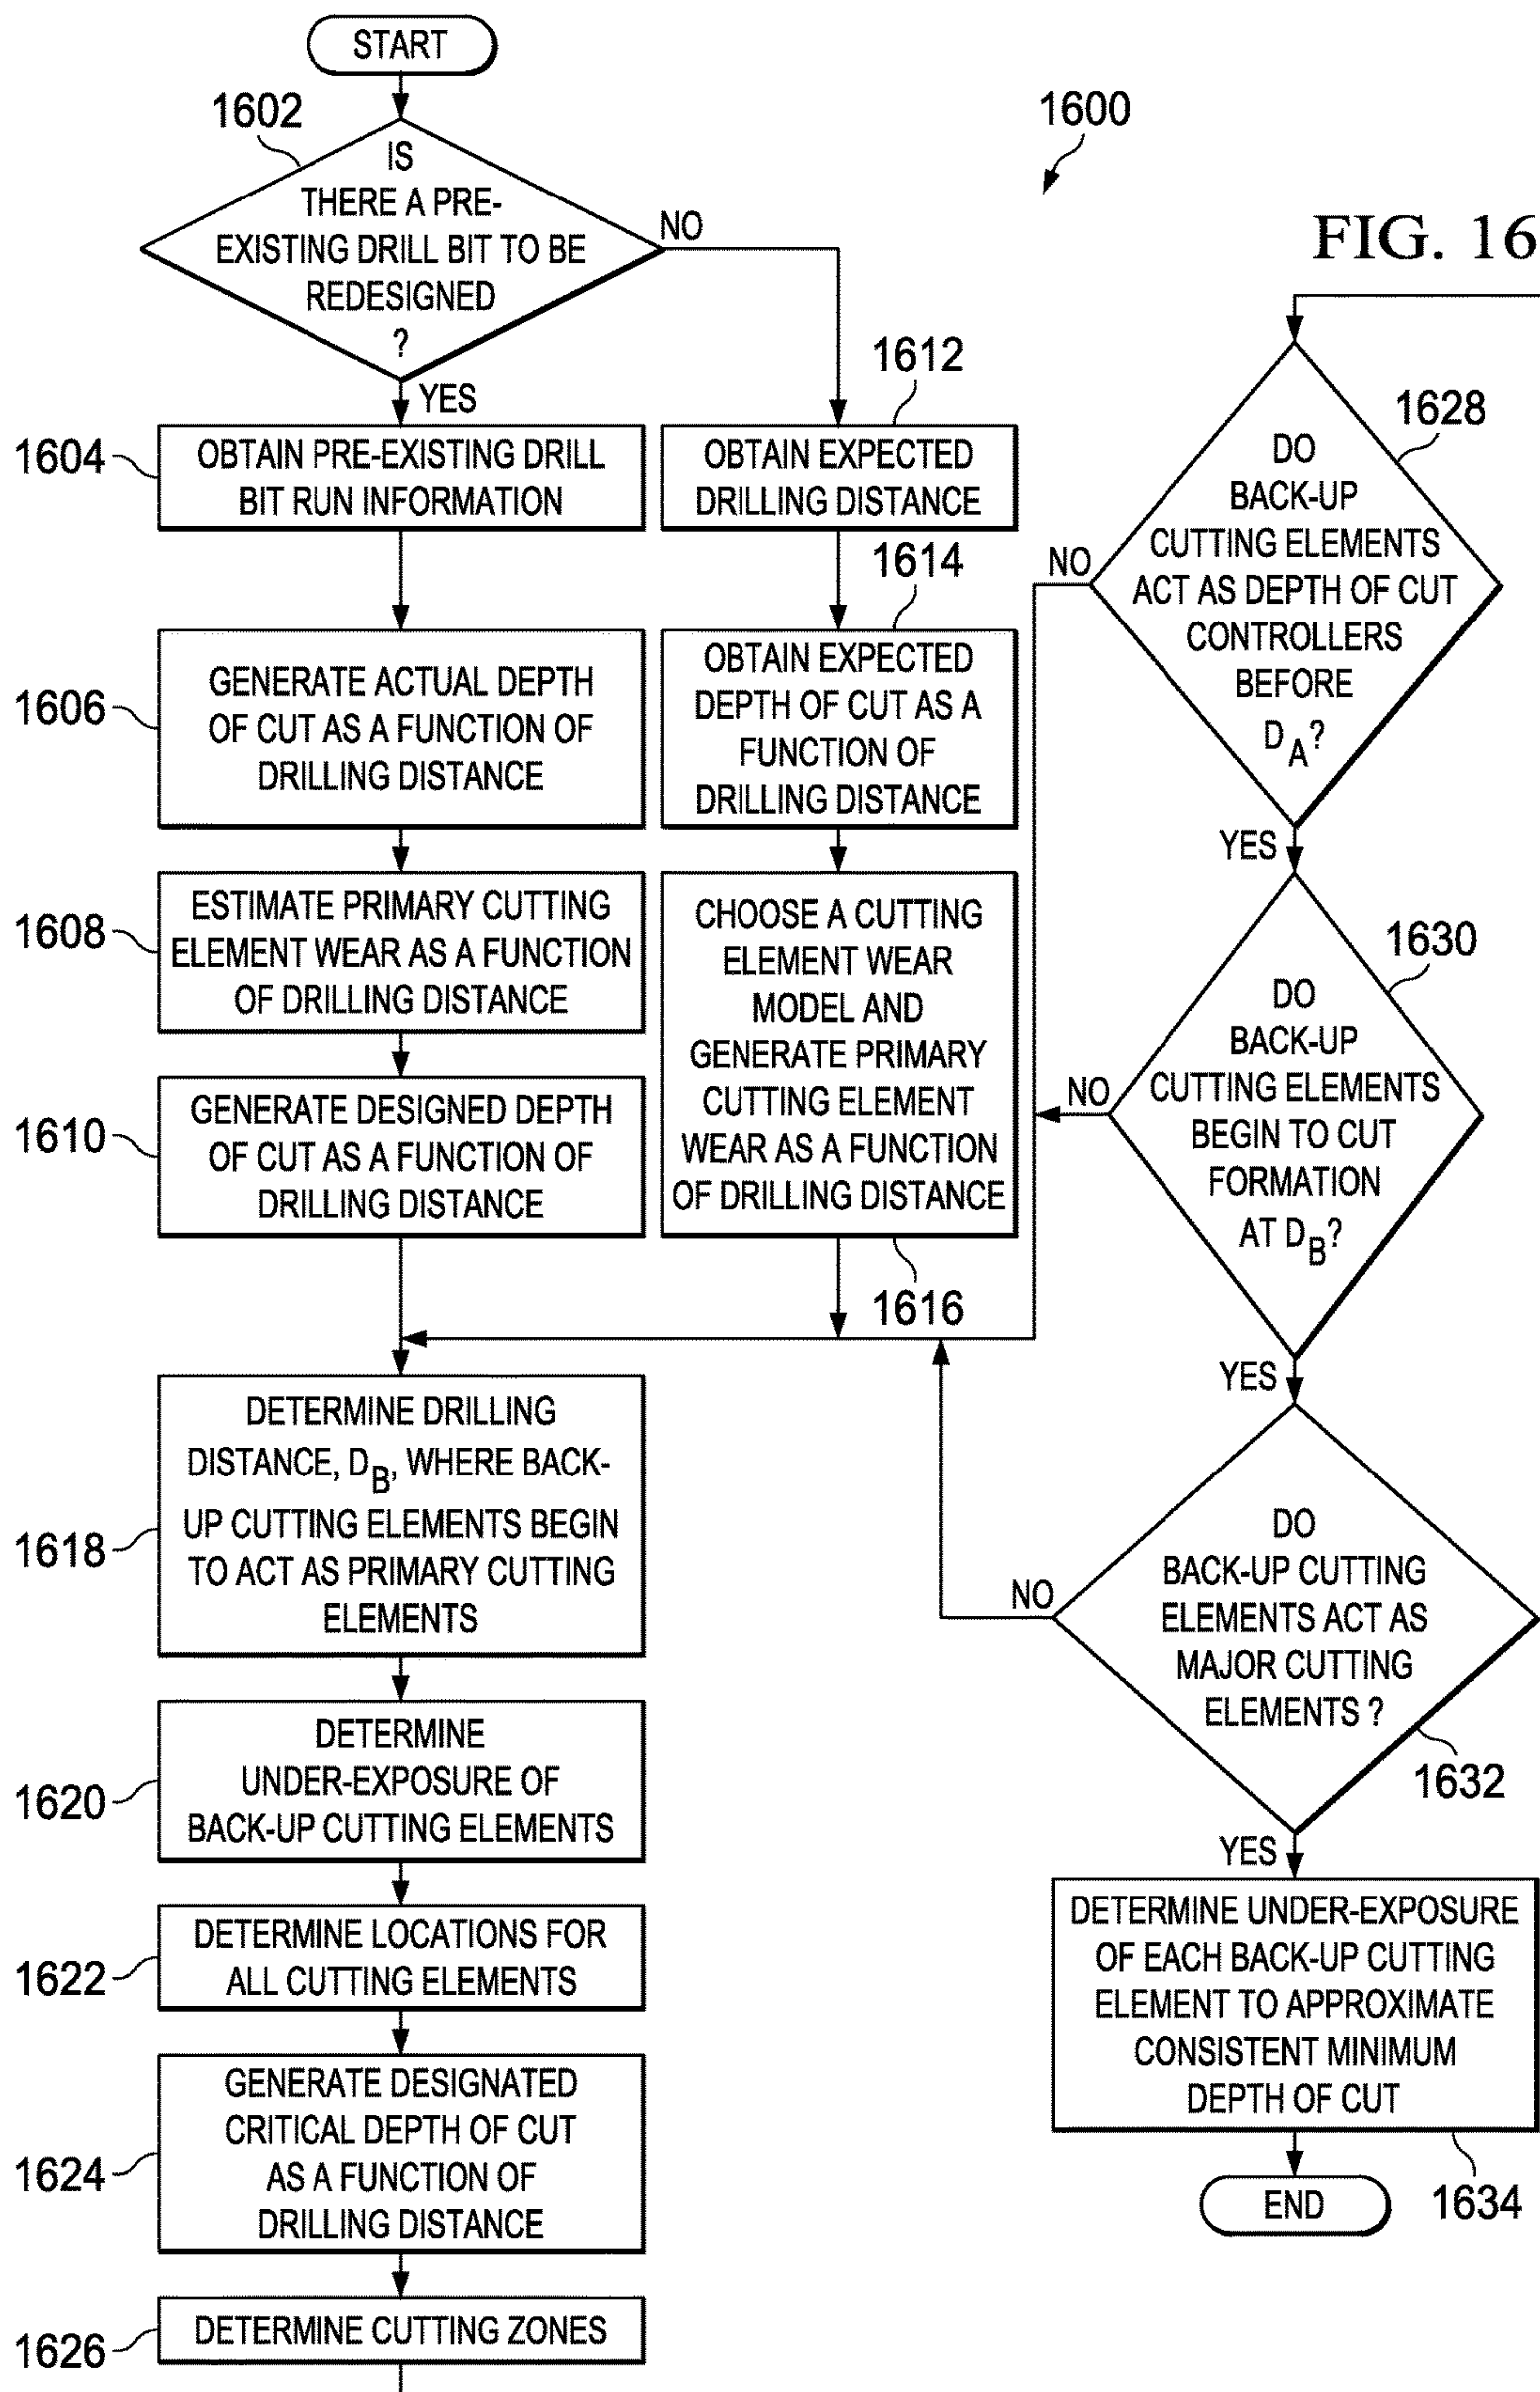 START
1602
IS
THERE A PRE-
EXISTING DRILL BIT TO BE
REDESIGNED
?
NO
YES
1600
FIG. 16
1604
OBTAIN PRE-EXISTING DRILL
BIT RUN INFORMATION
1606
GENERATE ACTUAL DEPTH
OF CUT AS A FUNCTION OF
DRILLING DISTANCE
1608
ESTIMATE PRIMARY CUTTING
ELEMENT WEAR AS A FUNCTION
OF DRILLING DISTANCE
1610
GENERATE DESIGNED DEPTH
OF CUT AS A FUNCTION OF
DRILLING DISTANCE
1612
OBTAIN EXPECTED
DRILLING DISTANCE
1614
OBTAIN EXPECTED
DEPTH OF CUT AS A
FUNCTION OF
DRILLING DISTANCE
CHOOSE A CUTTING
ELEMENT WEAR
MODEL AND
GENERATE PRIMARY
CUTTING ELEMENT
WEAR AS A FUNCTION
OF DRILLING DISTANCE
1616
1618
DETERMINE DRILLING
DISTANCE, DB, WHERE BACK-
UP CUTTING ELEMENTS BEGIN
TO ACT AS PRIMARY CUTTING
ELEMENTS
1620
DETERMINE
UNDER-EXPOSURE OF
BACK-UP CUTTING ELEMENTS
1622
DETERMINE LOCATIONS FOR
ALL CUTTING ELEMENTS
1624
GENERATE DESIGNATED
CRITICAL DEPTH OF CUT
AS A FUNCTION OF
DRILLING DISTANCE
1626
DETERMINE CUTTING ZONES
1628
DO
BACK-UP
CUTTING ELEMENTS
ACT AS DEPTH OF CUT
CONTROLLERS
BEFORE
DA?
NO
YES
1630
DO
BACK-UP
CUTTING ELEMENTS
BEGIN TO CUT
FORMATION
AT DB?
NO
YES
DO
BACK-UP CUTTING
ELEMENTS ACT AS
MAJOR CUTTING
ELEMENTS ?
NO
1632
YES
DETERMINE UNDER-EXPOSURE
OF EACH BACK-UP CUTTING
ELEMENT TO APPROXIMATE
CONSISTENT MINIMUM
DEPTH OF CUT
1634
END